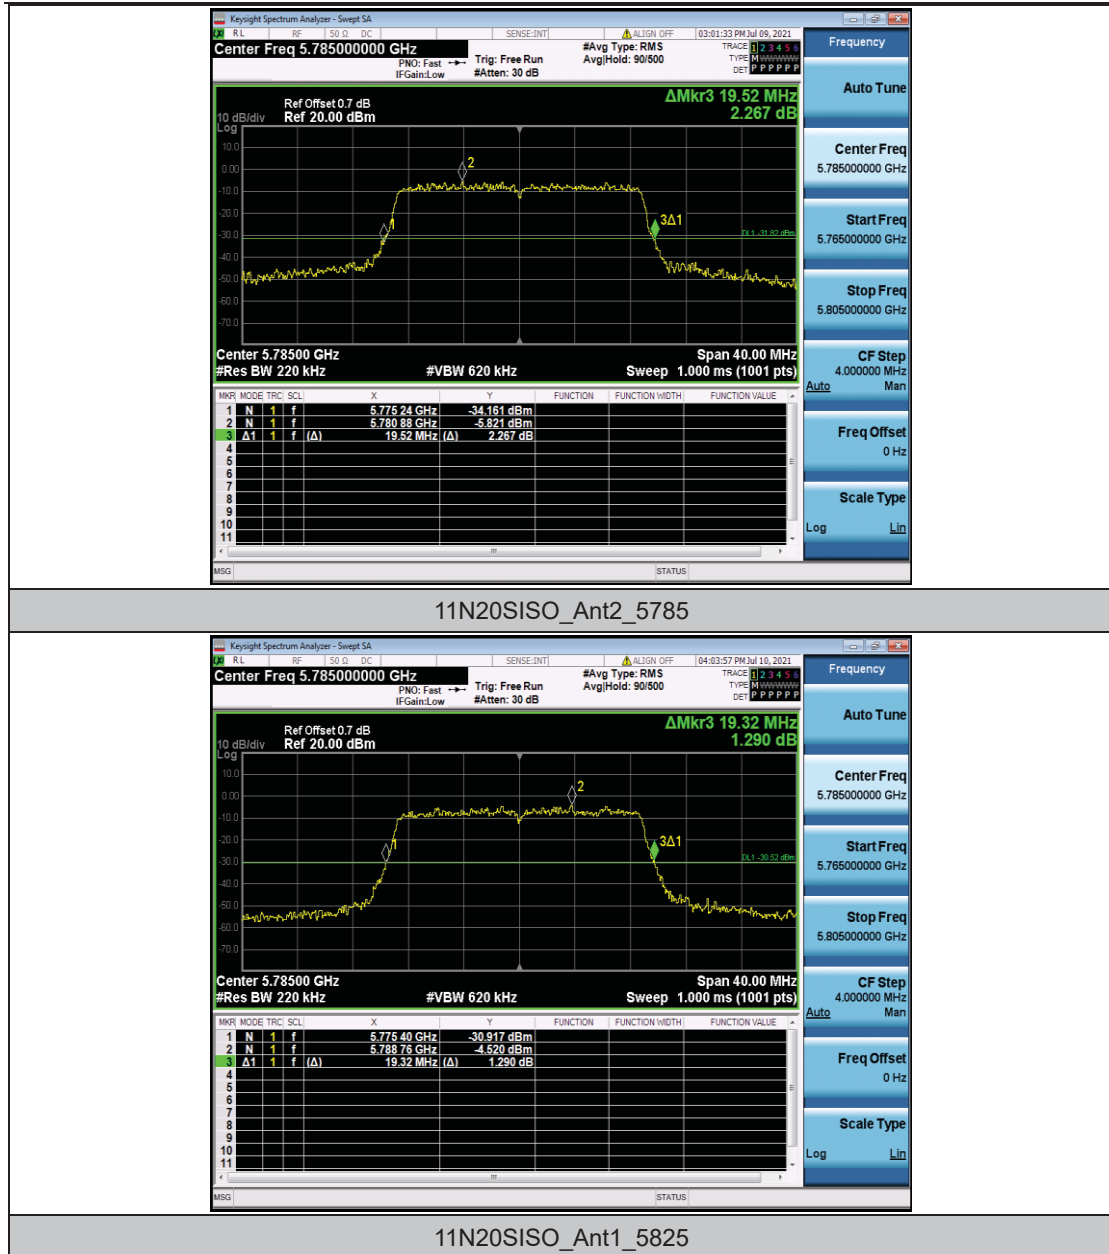 Keysight Spectrum Analyzer - Swept SA
RL RF 50 Ω DC SENSE:INT ALIGN OFF 03:01:33 PM Jul 09, 2021
Center Freq 5.785000000 GHz
PNO: Fast
IFGain:Low
Trig: Free Run
#Atten: 30 dB
#Avg Type: RMS
Avg|Hold: 90/500
TRACE 1 2 3 4 5 6
TYPE M WWWWW
DET P P P P P P
Frequency
Auto Tune
Center Freq
5.785000000 GHz
Start Freq
5.765000000 GHz
Stop Freq
5.805000000 GHz
CF Step
4.000000 MHz
Auto Man
Freq Offset
0 Hz
Scale Type
Log Lin
Ref Offset 0.7 dB
10 dB/div Ref 20.00 dBm
Log
ΔMkr3 19.52 MHz
2.267 dB
10.0
0.00
-10.0
-20.0
-30.0
-40.0
-50.0
-60.0
-70.0
2
3Δ1
DL1 -31.82 dBm
Center 5.78500 GHz Span 40.00 MHz
#Res BW 220 kHz #VBW 620 kHz Sweep 1.000 ms (1001 pts)
MKR MODE TRC SCL X Y FUNCTION FUNCTION WIDTH FUNCTION VALUE
1 N 1 f 5.775 24 GHz -34.161 dBm
2 N 1 f 5.780 88 GHz -5.821 dBm
3 Δ1 1 f (Δ) 19.52 MHz (Δ) 2.267 dB
4
5
6
7
8
9
10
11
MSG STATUS
11N20SISO_Ant2_5785
Keysight Spectrum Analyzer - Swept SA
RL RF 50 Ω DC SENSE:INT ALIGN OFF 04:03:57 PM Jul 10, 2021
Center Freq 5.785000000 GHz
PNO: Fast
IFGain:Low
Trig: Free Run
#Atten: 30 dB
#Avg Type: RMS
Avg|Hold: 90/500
TRACE 1 2 3 4 5 6
TYPE M WWWWW
DET P P P P P P
Frequency
Auto Tune
Center Freq
5.785000000 GHz
Start Freq
5.765000000 GHz
Stop Freq
5.805000000 GHz
CF Step
4.000000 MHz
Auto Man
Freq Offset
0 Hz
Scale Type
Log Lin
Ref Offset 0.7 dB
10 dB/div Ref 20.00 dBm
Log
ΔMkr3 19.32 MHz
1.290 dB
10.0
0.00
-10.0
-20.0
-30.0
-40.0
-50.0
-60.0
-70.0
2
3Δ1
DL1 -30.52 dBm
Center 5.78500 GHz Span 40.00 MHz
#Res BW 220 kHz #VBW 620 kHz Sweep 1.000 ms (1001 pts)
MKR MODE TRC SCL X Y FUNCTION FUNCTION WIDTH FUNCTION VALUE
1 N 1 f 5.775 40 GHz -30.917 dBm
2 N 1 f 5.788 76 GHz -4.520 dBm
3 Δ1 1 f (Δ) 19.32 MHz (Δ) 1.290 dB
4
5
6
7
8
9
10
11
MSG STATUS
11N20SISO_Ant1_5825